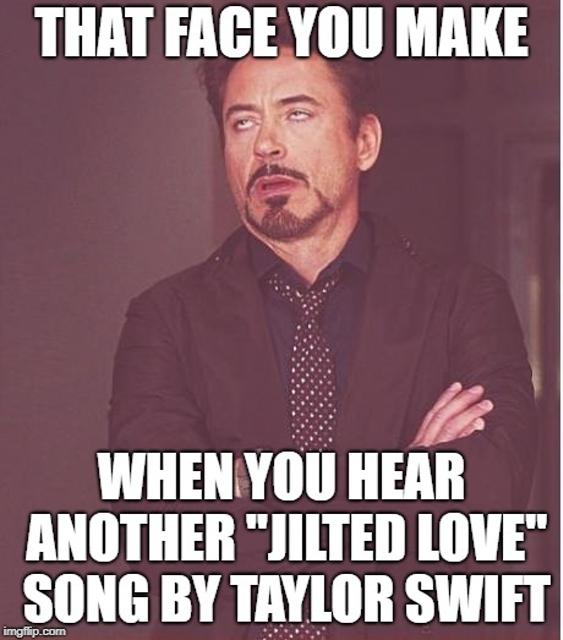 THAT FACE YOU MAKE
WHEN YOU HEAR
ANOTHER "JILTED LOVE"
SONG BY TAYLOR SWIFT
imgflip.com